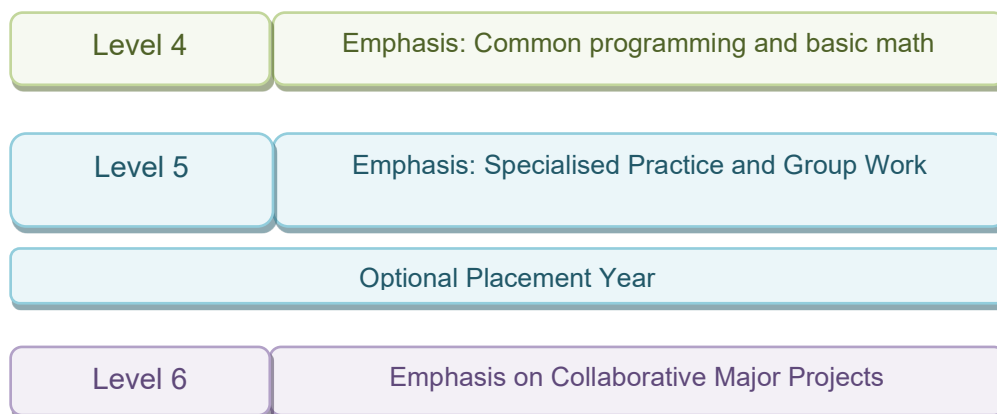 Level 4
Emphasis: Common programming and basic math
Level 5
Emphasis: Specialised Practice and Group Work
Optional Placement Year
Level 6
Emphasis on Collaborative Major Projects